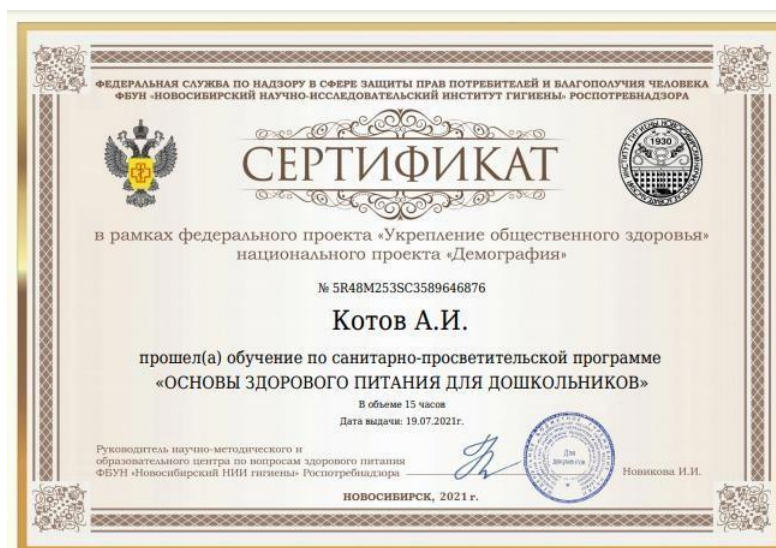 ФЕДЕРАЛЬНАЯ СЛУЖБА ПО НАДЗОРУ В СФЕРЕ ЗАЩИТЫ ПРАВ ПОТРЕБИТЕЛЕЙ И БЛАГОПОЛУЧИЯ ЧЕЛОВЕКА
ФБУН «НОВОСИБИРСКИЙ НАУЧНО-ИССЛЕДОВАТЕЛЬСКИЙ ИНСТИТУТ ГИГИЕНЫ» РОСПОТРЕБНАДЗОРА
1930
СЕРТИФИКАТ
в рамках федерального проекта «Укрепление общественного здоровья»
национального проекта «Демография»
№ 5R48M253SC3589646876
Котов А.И.
прошел(а) обучение по санитарно-просветительской программе
«ОСНОВЫ ЗДОРОВОГО ПИТАНИЯ ДЛЯ ДОШКОЛЬНИКОВ»
В объеме 15 часов
Дата выдачи: 19.07.2021г.
Руководитель научно-методического и
образовательного центра по вопросам здорового питания
ФБУН «Новосибирский НИИ гигиены» Роспотребнадзора
Для
документов
Новикова И.И.
НОВОСИБИРСК, 2021 г.